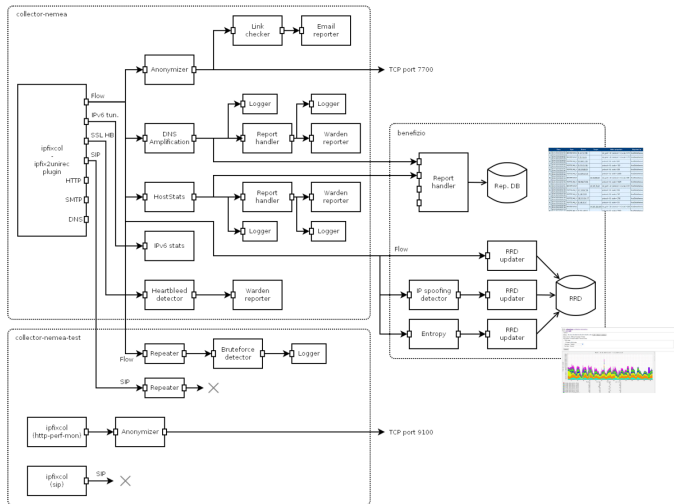 collector-nemea
Link
checker
Email
reporter
Anonymizer
TCP port 7700
ipfixcol
-
ipfix2unirec
plugin
Flow
IPv6 tun.
SSL HB.
SIP
HTTP
SMTP
DNS
Logger
Logger
DNS
Amplification
Report
handler
Warden
reporter
HostStats
Report
handler
Warden
reporter
Logger
Logger
IPv6 stats
Heartbleed
detector
Warden
reporter
benefizio
Report
handler
Rep. DB
Flow
RRD
updater
IP spoofing
detector
RRD
updater
RRD
Entropy
RRD
updater
collector-nemea-test
Flow
Repeater
Bruteforce
detector
Logger
SIP
Repeater
ipfixcol
(http-perf-mon)
Anonymizer
TCP port 9100
ipfixcol
(sip)
SIP